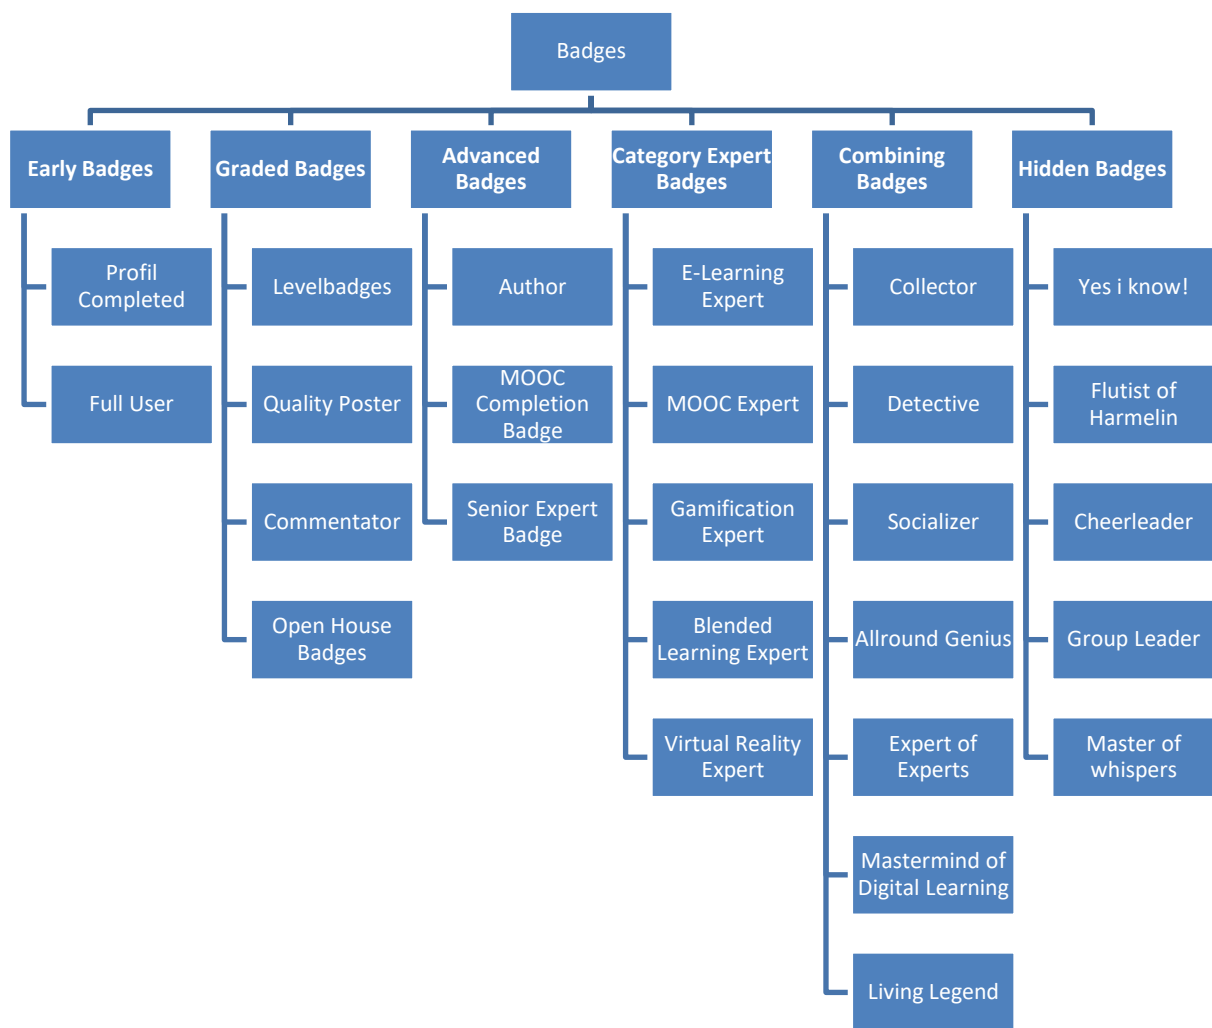 Badges
Early Badges
Graded Badges
Advanced
Badges
Category Expert
Badges
Combining
Badges
Hidden Badges
Profil
Completed
Full User
Levelbadges
Quality Poster
Commentator
Open House
Badges
Author
MOOC
Completion
Badge
Senior Expert
Badge
E-Learning
Expert
MOOC Expert
Gamification
Expert
Blended
Learning Expert
Virtual Reality
Expert
Collector
Detective
Socializer
Allround Genius
Expert of
Experts
Mastermind of
Digital Learning
Living Legend
Yes i know!
Flutist of
Harmelin
Cheerleader
Group Leader
Master of
whispers